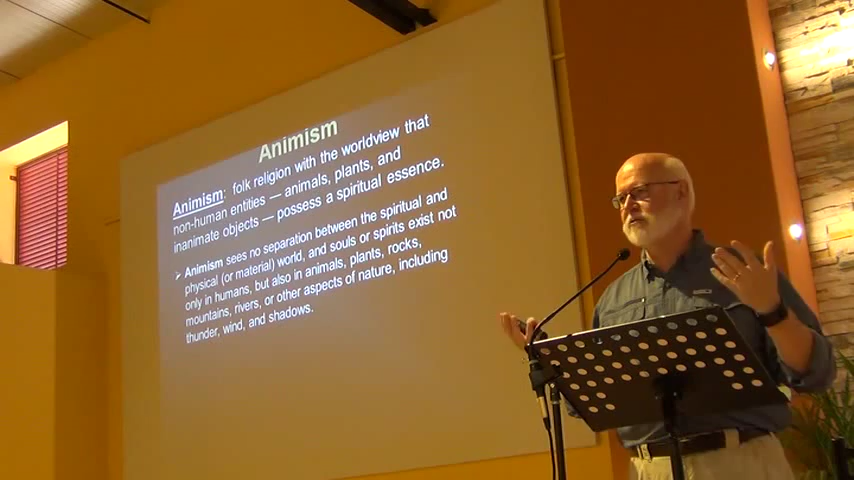 Animism
Animism: folk religion with the worldview that
non-human entities — animals, plants, and
inanimate objects — possess a spiritual essence.
➢ Animism sees no separation between the spiritual and
physical (or material) world, and souls or spirits exist not
only in humans, but also in animals, plants, rocks,
mountains, rivers, or other aspects of nature, including
thunder, wind, and shadows.